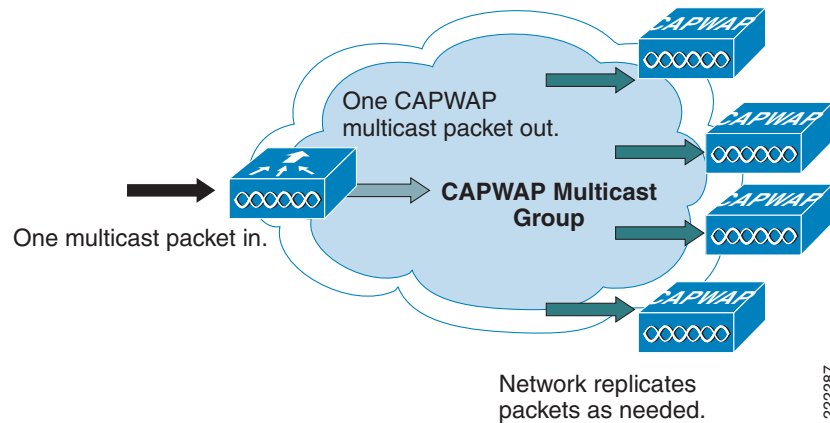 CAPWAP
One CAPWAP
multicast packet out.
CAPWAP
CAPWAP Multicast
Group
CAPWAP
One multicast packet in.
CAPWAP
Network replicates
packets as needed.